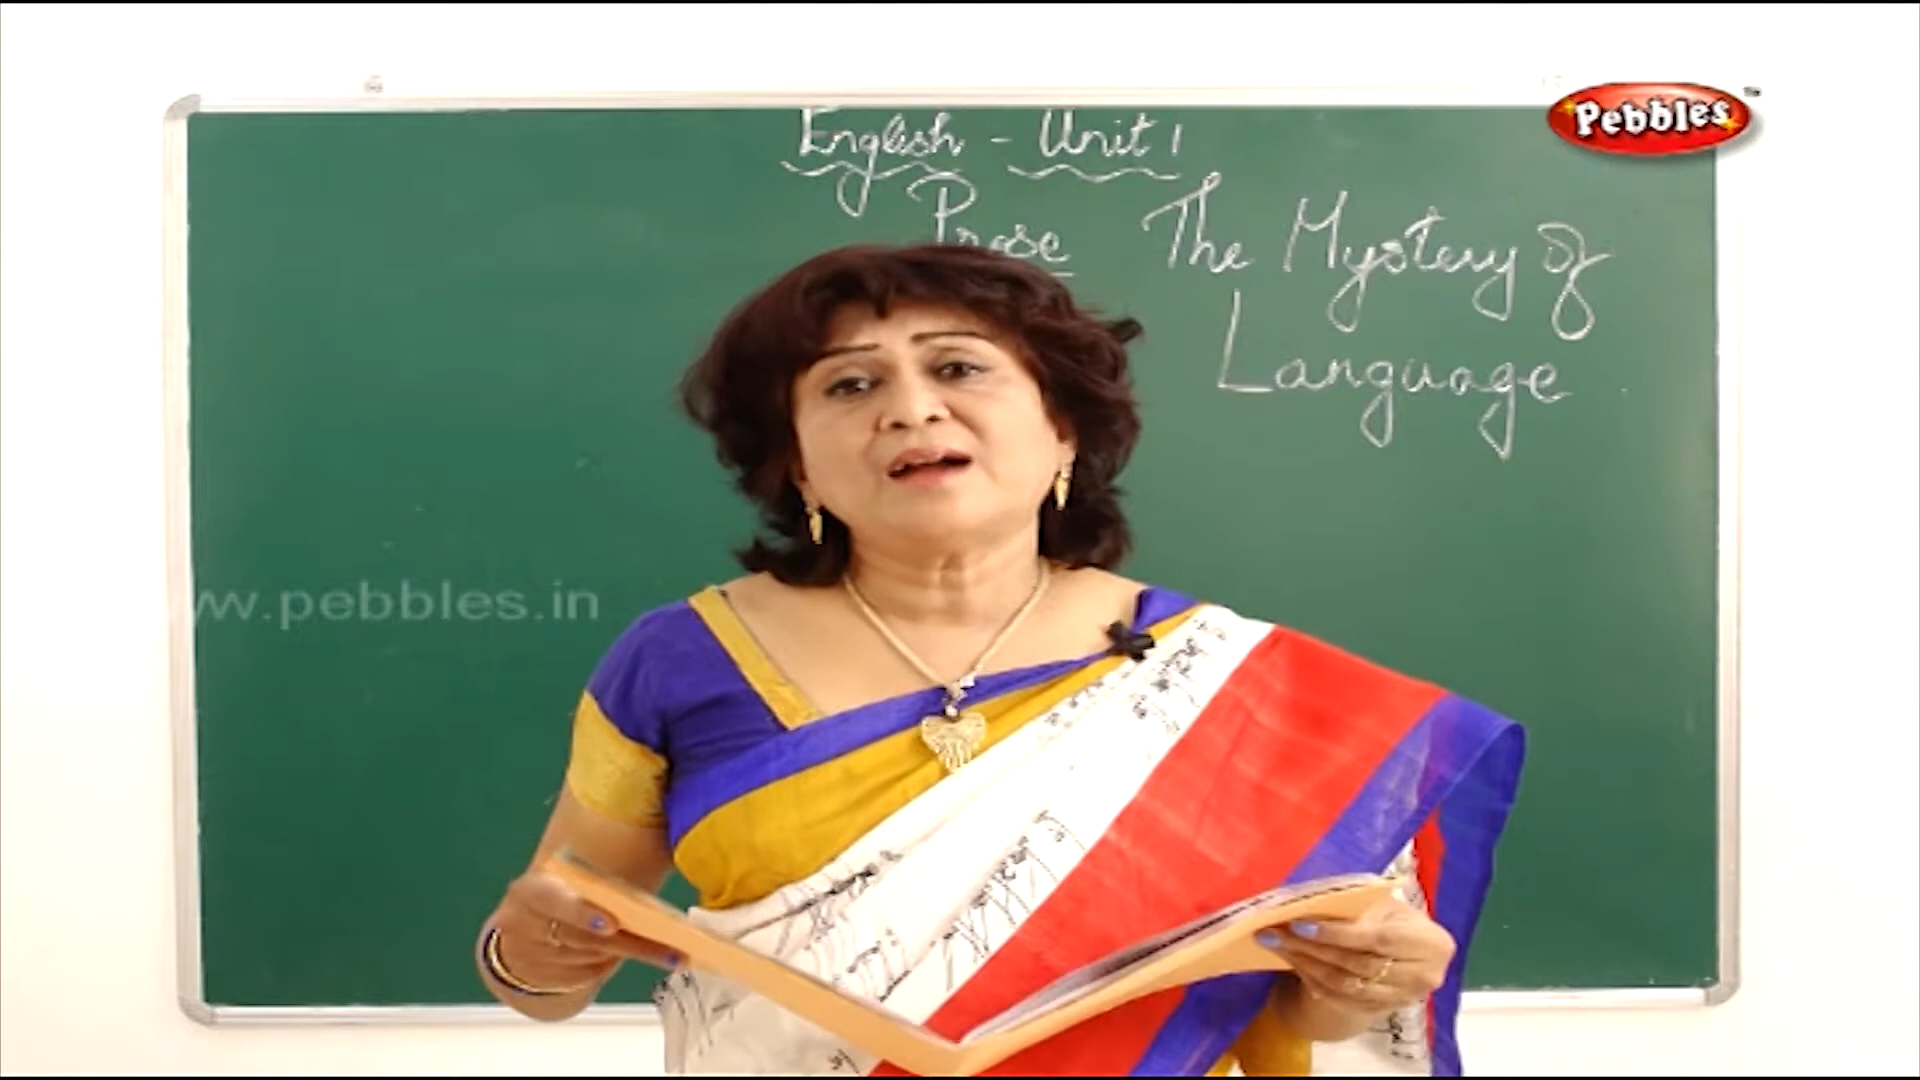 English - Unit 1
Pebbles
Prose
The Mystery of
Language
www.pebbles.in